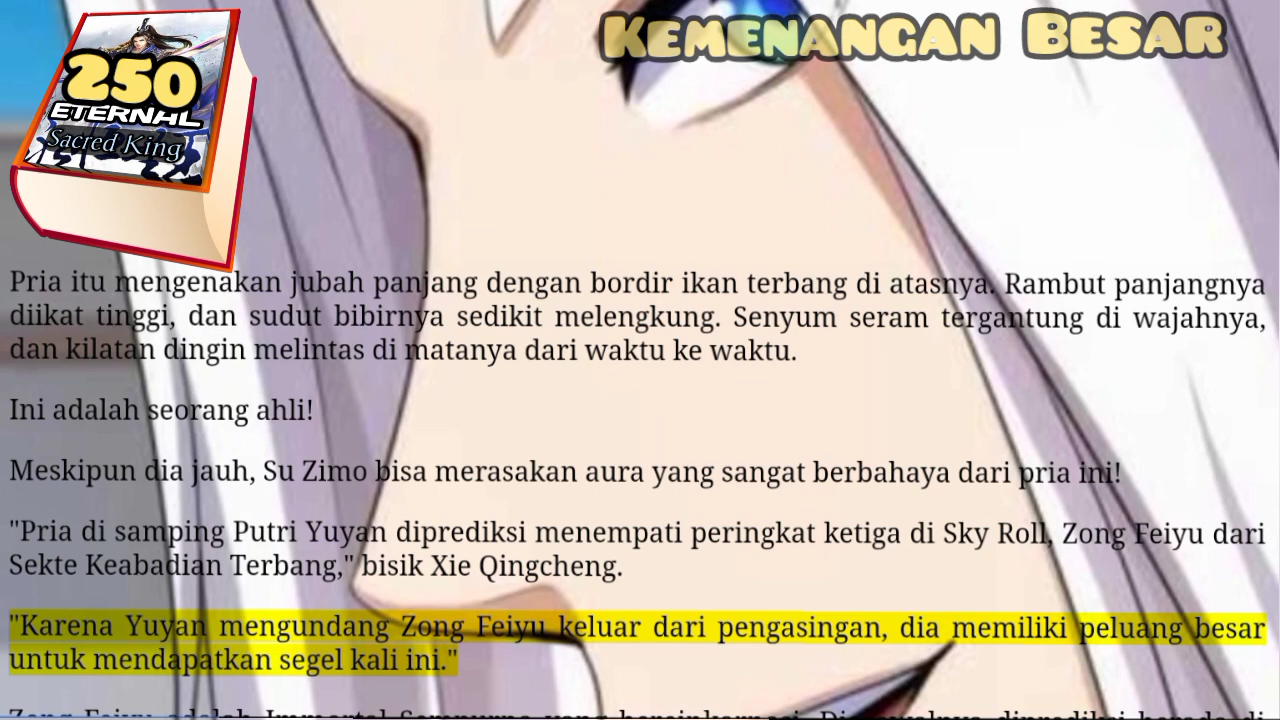 Kemenangan Besar
250
ETERNAL
Sacred King
Pria itu mengenakan jubah panjang dengan bordir ikan terbang di atasnya. Rambut panjangnya
diikat tinggi, dan sudut bibirnya sedikit melengkung. Senyum seram tergantung di wajahnya,
dan kilatan dingin melintas di matanya dari waktu ke waktu.
Ini adalah seorang ahli!
Meskipun dia jauh, Su Zimo bisa merasakan aura yang sangat berbahaya dari pria ini!
"Pria di samping Putri Yuyan diprediksi menempati peringkat ketiga di Sky Roll, Zong Feiyu dari
Sekte Keabadian Terbang," bisik Xie Qingcheng.
"Karena Yuyan mengundang Zong Feiyu keluar dari pengasingan, dia memiliki peluang besar
untuk mendapatkan segel kali ini."